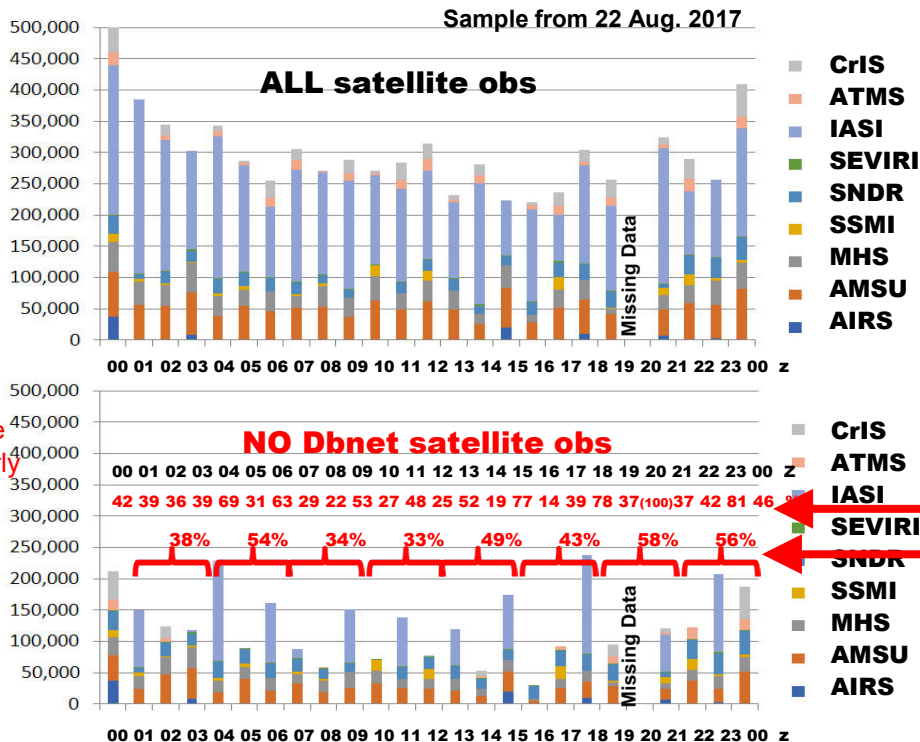 Sample from 22 Aug. 2017
ALL satellite obs
500,000
450,000
400,000
350,000
300,000
250,000
200,000
150,000
100,000
50,000
0
CrIS
ATMS
IASI
SEVIRI
SNDR
SSMI
MHS
AMSU
AIRS
Missing Data
00 01 02 03 04 05 06 07 08 09 10 11 12 13 14 15 16 17 18 19 20 21 22 23 00 z
NO Dbnet satellite obs
500,000
450,000
400,000
350,000
300,000
250,000
200,000
150,000
100,000
50,000
0
00 01 02 03 04 05 06 07 08 09 10 11 12 13 14 15 16 17 18 19 20 21 22 23 00 Z
42 39 36 39 69 31 63 29 22 53 27 48 25 52 19 77 14 39 78 37(100)37 42 81 46 %
38% 54% 34% 33% 49% 43% 58% 56%
CrIS
ATMS
IASI
SEVIRI
SNDR
SSMI
MHS
AMSU
AIRS
Missing Data
00 01 02 03 04 05 06 07 08 09 10 11 12 13 14 15 16 17 18 19 20 21 22 23 00 z